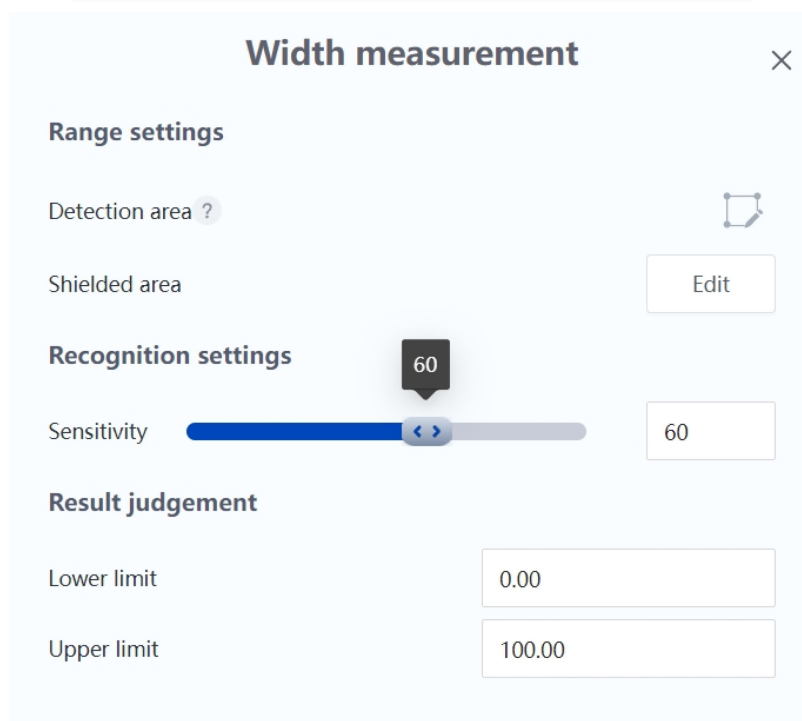 Width measurement
Range settings
Detection area ?
Shielded area Edit
Recognition settings
60
Sensitivity 60
Result judgement
Lower limit 0.00
Upper limit 100.00